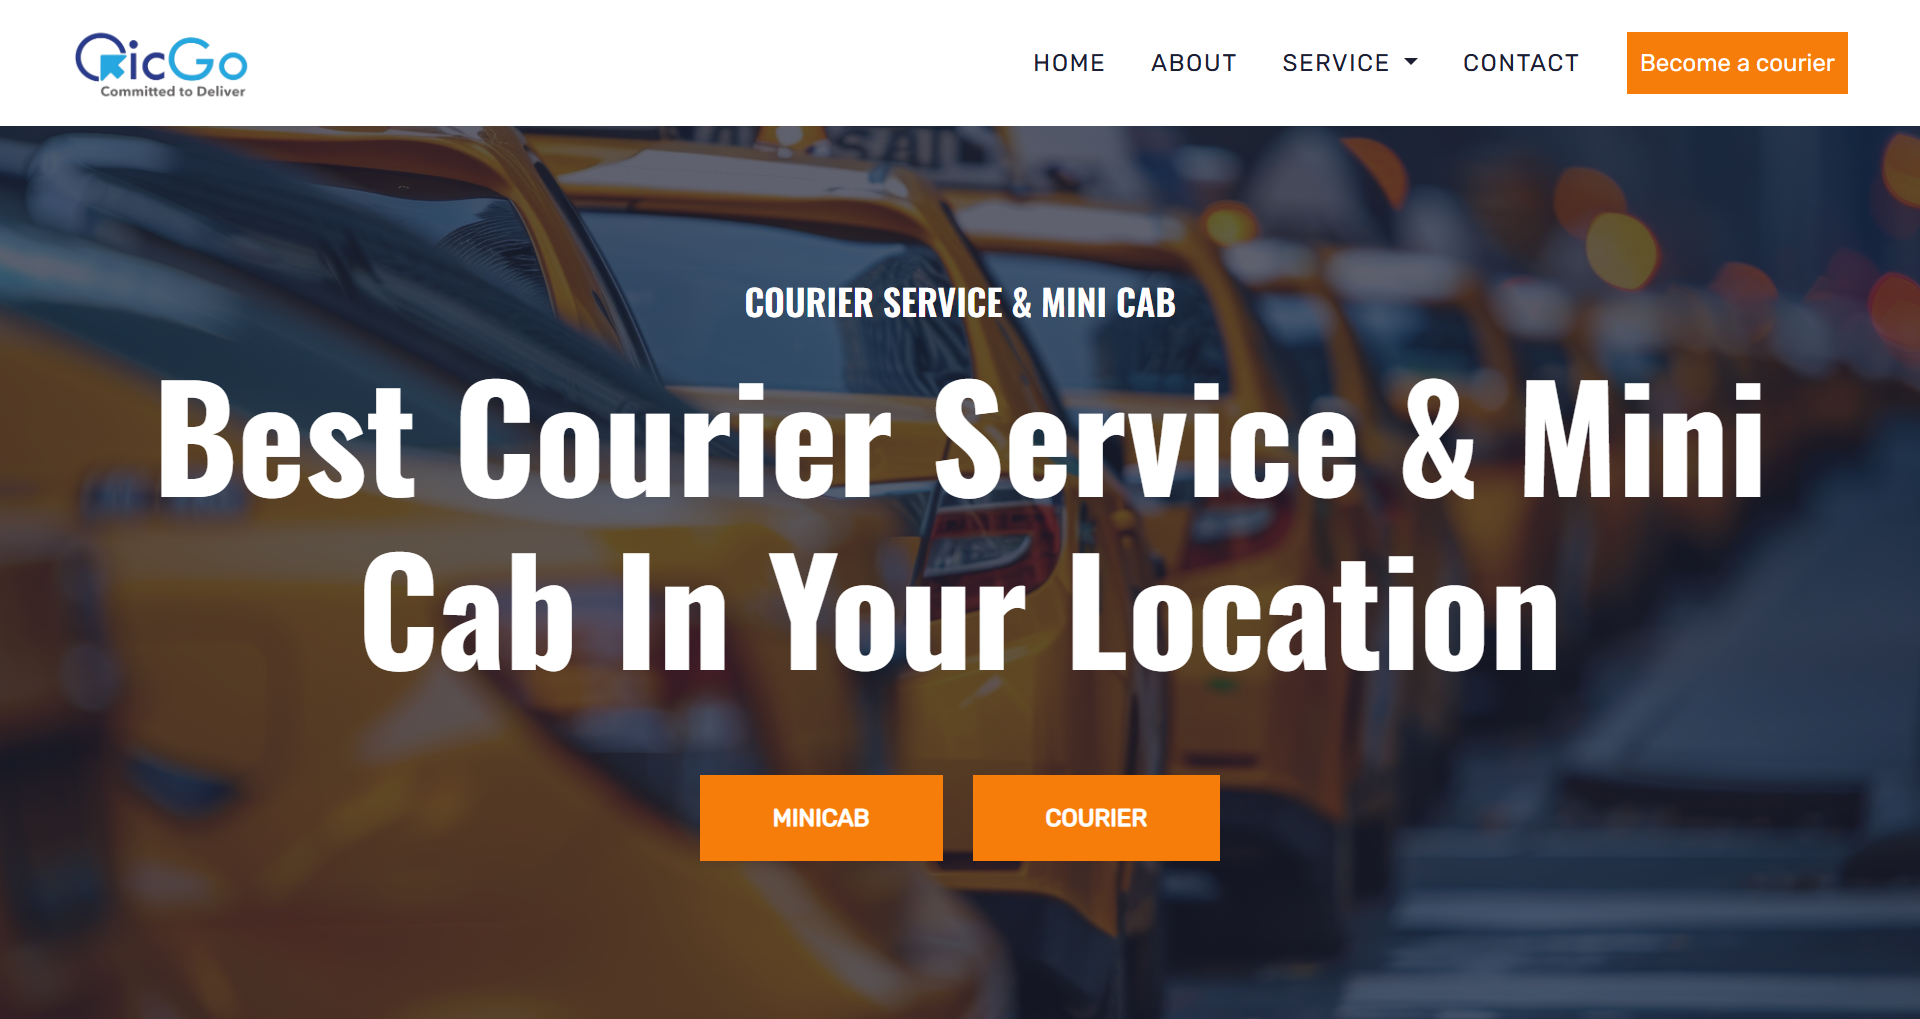 QicGo
Committed to Deliver
HOME ABOUT SERVICE CONTACT Become a courier
COURIER SERVICE & MINI CAB
Best Courier Service & Mini
Cab In Your Location
MINICAB COURIER